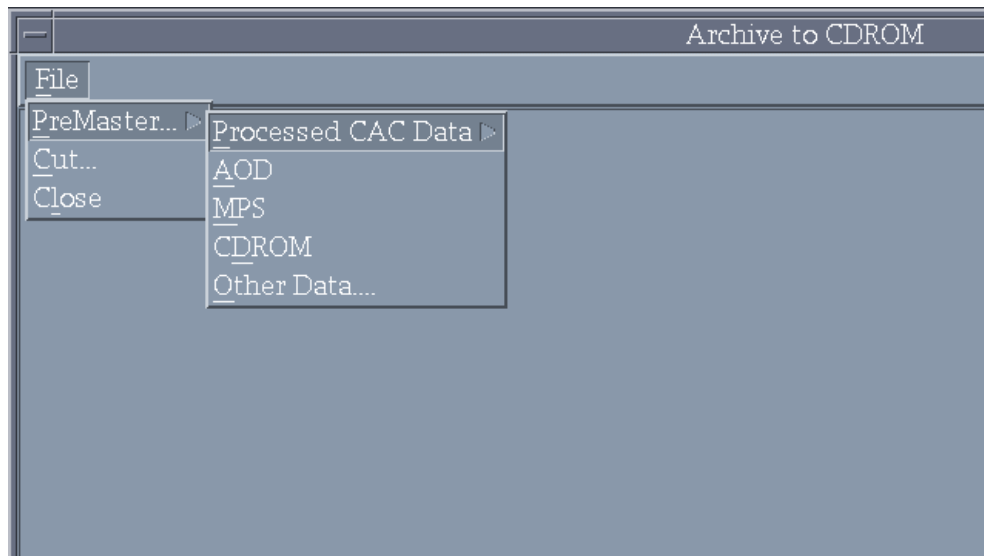 Archive to CDROM
File
PreMaster...
Cut...
Close
Processed CAC Data
AOD
MPS
CDROM
Other Data....